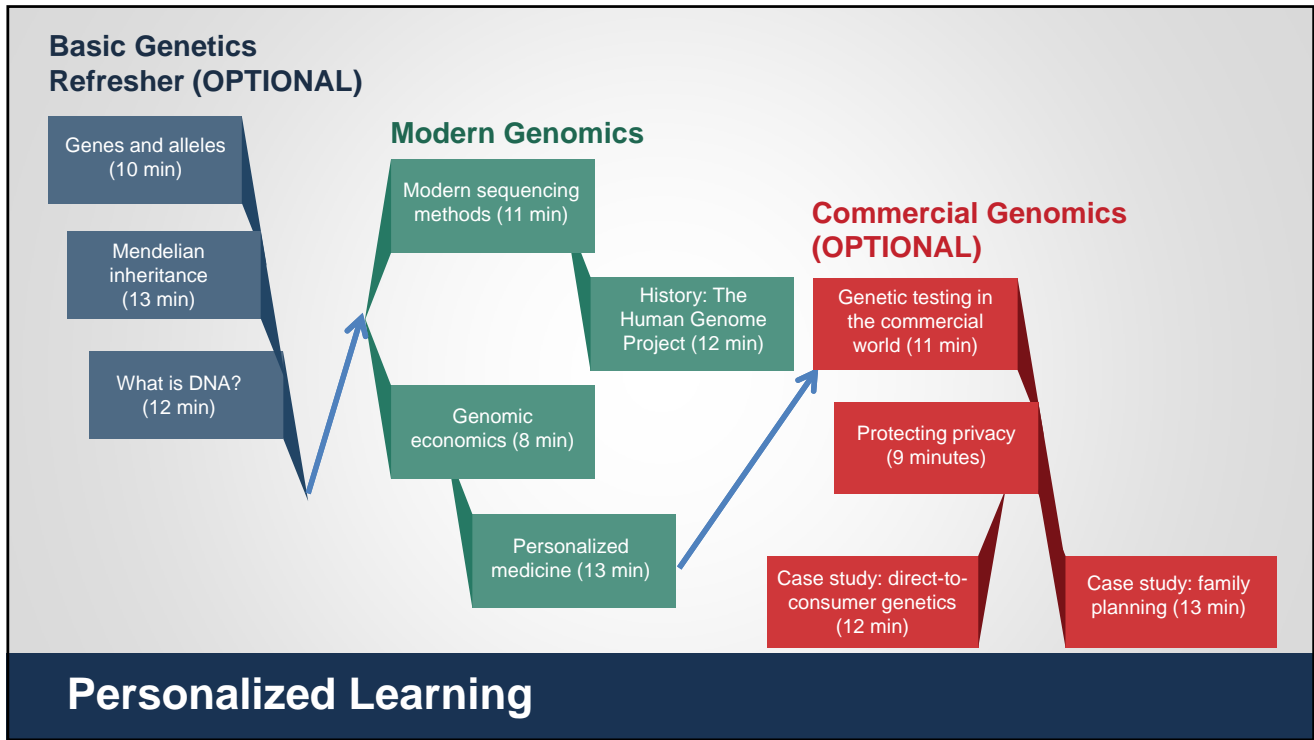 Basic Genetics
Refresher (OPTIONAL)
Genes and alleles
(10 min)
Mendelian
inheritance
(13 min)
What is DNA?
(12 min)
Modern Genomics
Modern sequencing
methods (11 min)
History: The
Human Genome
Project (12 min)
Genomic
economics (8 min)
Personalized
medicine (13 min)
Commercial Genomics
(OPTIONAL)
Genetic testing in
the commercial
world (11 min)
Protecting privacy
(9 minutes)
Case study: direct-to-
consumer genetics
(12 min)
Case study: family
planning (13 min)
Personalized Learning